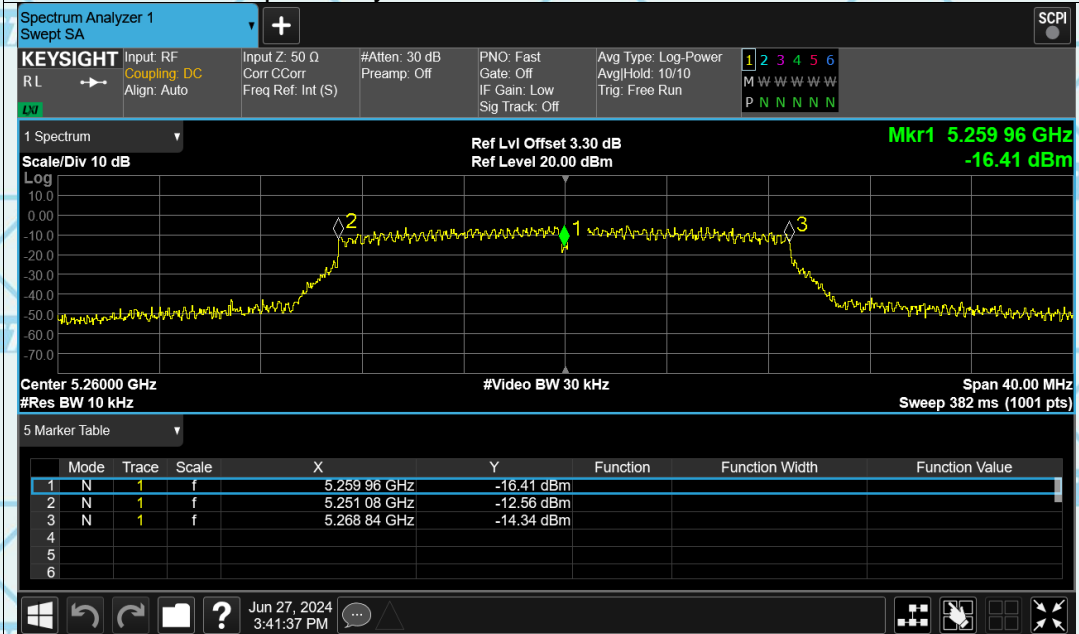 Spectrum Analyzer 1
Swept SA
+
SCPI
KEYSIGHT Input: RF Input Z: 50 Ω #Atten: 30 dB PNO: Fast Avg Type: Log-Power 1 2 3 4 5 6
RL Coupling: DC Corr CCorr Preamp: Off Gate: Off Avg|Hold: 10/10 M W W W W W
LXI Align: Auto Freq Ref: Int (S) IF Gain: Low Trig: Free Run P N N N N N
Sig Track: Off
1 Spectrum Ref Lvl Offset 3.30 dB Mkr1 5.259 96 GHz
Scale/Div 10 dB Ref Level 20.00 dBm -16.41 dBm
Log
10.0
0.00
-10.0
-20.0
-30.0
-40.0
-50.0
-60.0
-70.0
2 1 3
Center 5.26000 GHz #Video BW 30 kHz Span 40.00 MHz
#Res BW 10 kHz Sweep 382 ms (1001 pts)
5 Marker Table
Mode Trace Scale X Y Function Function Width Function Value
1 N 1 f 5.259 96 GHz -16.41 dBm
2 N 1 f 5.251 08 GHz -12.56 dBm
3 N 1 f 5.268 84 GHz -14.34 dBm
4
5
6
? Jun 27, 2024
3:41:37 PM